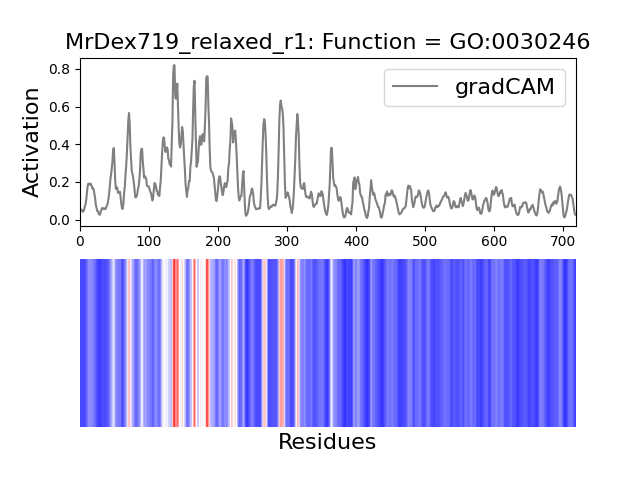 MrDex719_relaxed_r1: Function = GO:0030246
Activation
0.8
0.6
0.4
0.2
0.0
gradCAM
0 100 200 300 400 500 600 700
Residues